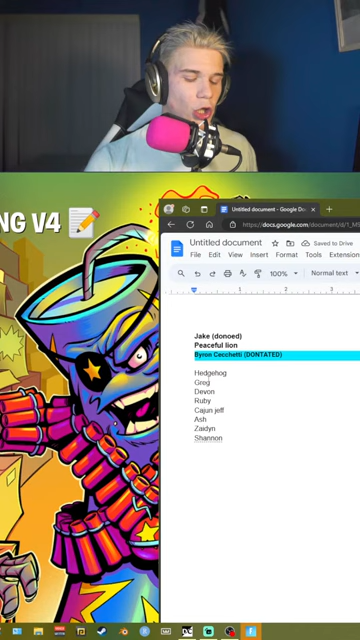 NG V4 📝
Untitled document - Google Do
https://docs.google.com/document/d/1_M
Untitled document
Saved to Drive
File Edit View Insert Format Tools Extension
100%
Normal text
1
2
Jake (donoed)
Peaceful lion
Byron Cecchetti (DONTATED)
Hedgehog
Greg
Devon
Ruby
Cajun jeff
Ash
Zaidyn
Shannon